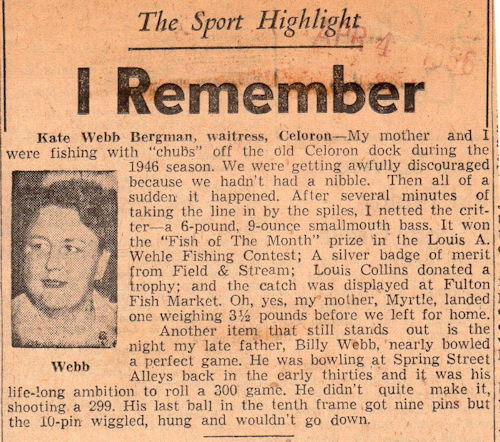 The Sport Highlight
APR 4
I Remember
Kate Webb Bergman, waitress, Celoron—My mother and I
were fishing with "chubs" off the old Celoron dock during the
1946 season. We were getting awfully discouraged
because we hadn't had a nibble. Then all of a
sudden it happened. After several minutes of
taking the line in by the spiles, I netted the crit-
ter—a 6-pound, 9-ounce smallmouth bass. It won
the "Fish of The Month" prize in the Louis A.
Wehle Fishing Contest; A silver badge of merit
from Field & Stream; Louis Collins donated a
trophy; and the catch was displayed at Fulton
Fish Market. Oh, yes, my mother, Myrtle, landed
one weighing 3½ pounds before we left for home.
Another item that still stands out is the
night my late father, Billy Webb, nearly bowled
a perfect game. He was bowling at Spring Street
Alleys back in the early thirties and it was his
life-long ambition to roll a 300 game. He didn't quite make it,
shooting a 299. His last ball in the tenth frame got nine pins but
the 10-pin wiggled, hung and wouldn't go down.
Webb